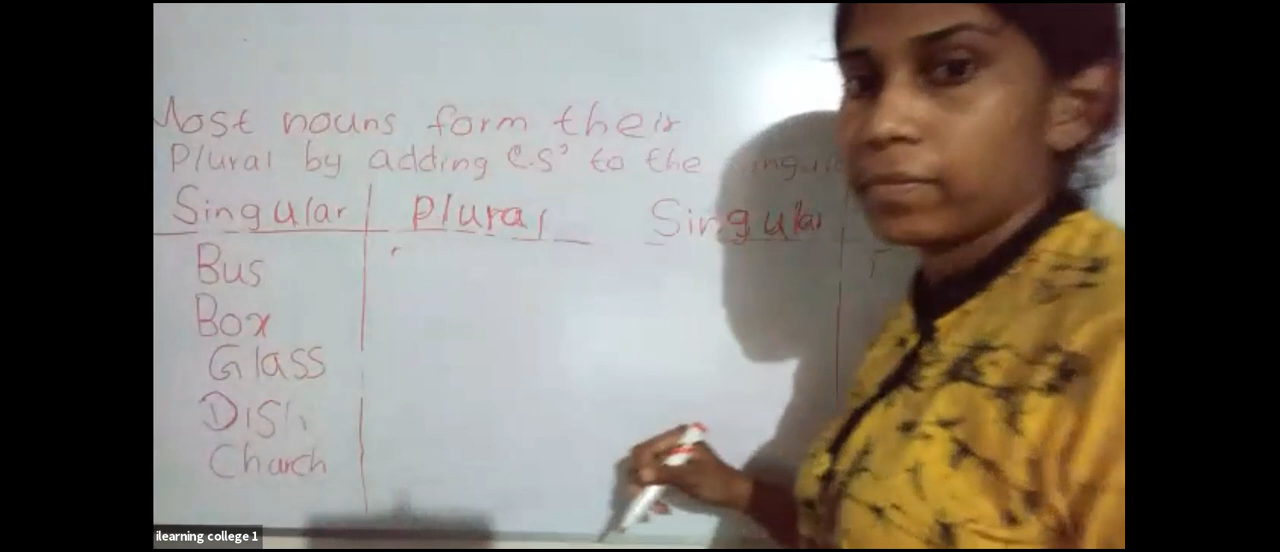 Most nouns form their
Plural by adding 'S' to the
Singular Plural Singular
Bus
Box
Glass
Dish
Church
ilearning college 1